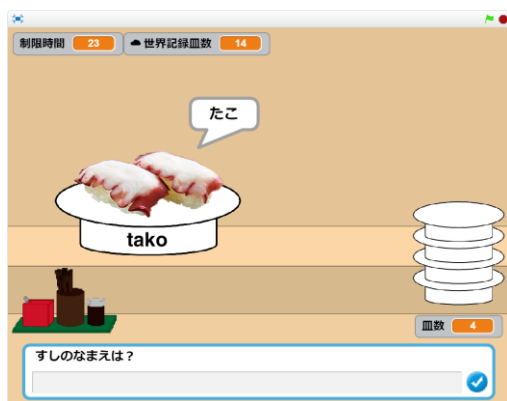 制限時間 23
☁世界記録皿数 14
たこ
tako
皿数 4
すしのなまえは？